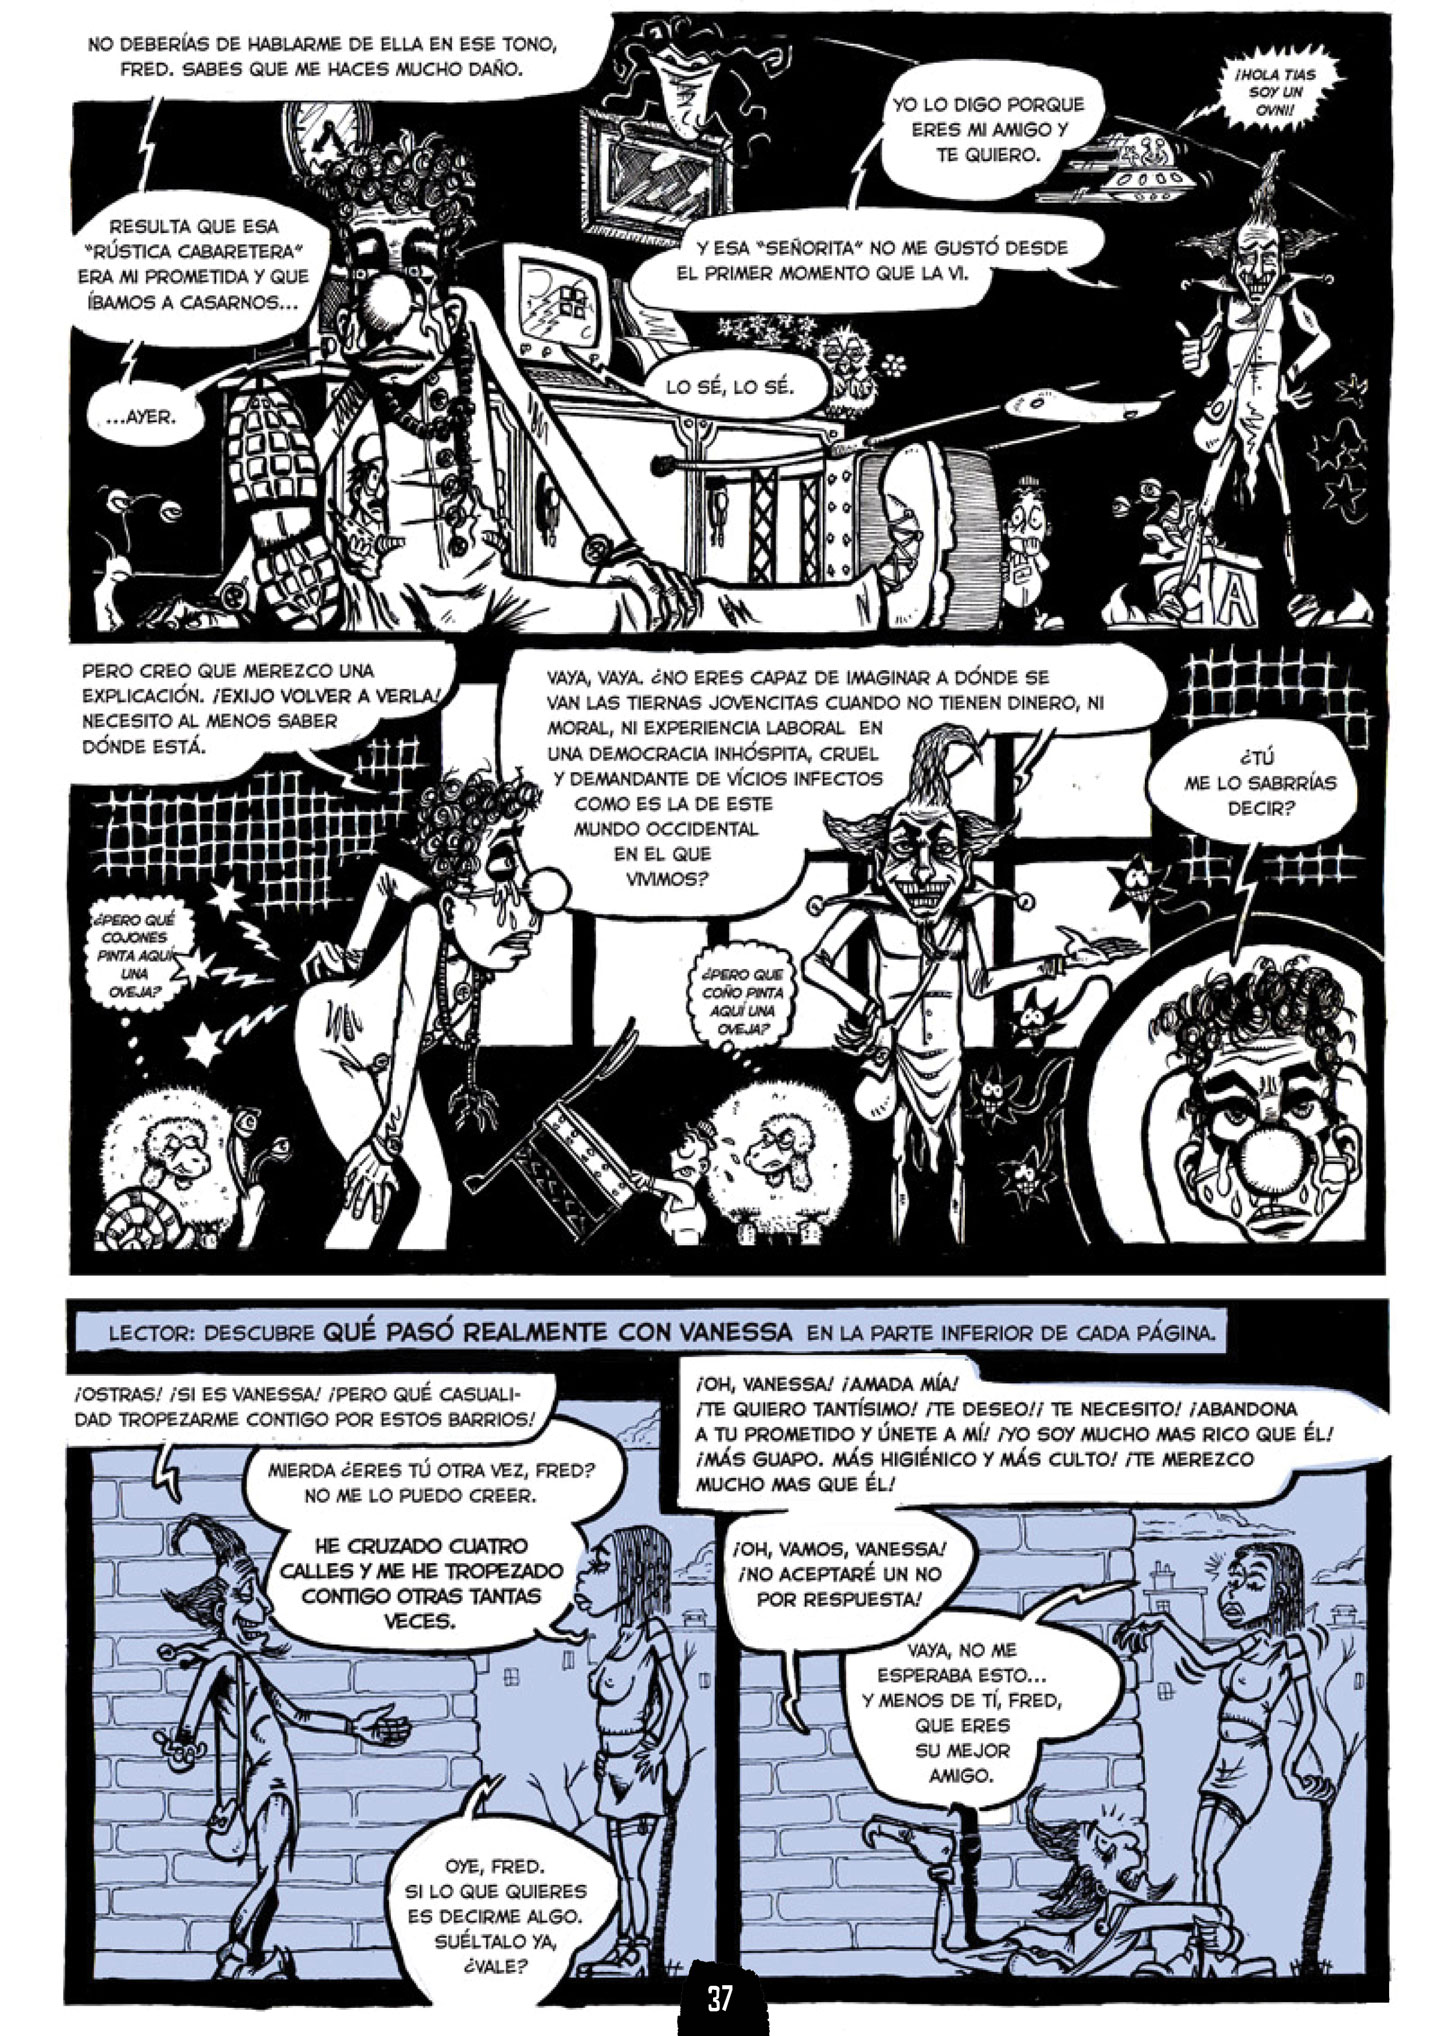 NO DEBERÍAS DE HABLARME DE ELLA EN ESE TONO,
FRED. SABES QUE ME HACES MUCHO DAÑO.
RESULTA QUE ESA
“RÚSTICA CABARETERA”
ERA MI PROMETIDA Y QUE
ÍBAMOS A CASARNOS...
...AYER.
YO LO DIGO PORQUE
ERES MI AMIGO Y
TE QUIERO.
¡HOLA TIAS
SOY UN
OVNI!
Y ESA “SEÑORITA” NO ME GUSTÓ DESDE
EL PRIMER MOMENTO QUE LA VI.
LO SÉ, LO SÉ.
PERO CREO QUE MEREZCO UNA
EXPLICACIÓN. ¡EXIJO VOLVER A VERLA!
NECESITO AL MENOS SABER
DÓNDE ESTÁ.
VAYA, VAYA. ¿NO ERES CAPAZ DE IMAGINAR A DÓNDE SE
VAN LAS TIERNAS JOVENCITAS CUANDO NO TIENEN DINERO, NI
MORAL, NI EXPERIENCIA LABORAL EN
UNA DEMOCRACIA INHÓSPITA, CRUEL
Y DEMANDANTE DE VÍCIOS INFECTOS
COMO ES LA DE ESTE
MUNDO OCCIDENTAL
EN EL QUE
VIVIMOS?
¿TÚ
ME LO SABRRÍAS
DECIR?
¿PERO QUÉ
COJONES
PINTA AQUÍ
UNA
OVEJA?
¿PERO QUE
COÑO PINTA
AQUÍ UNA
OVEJA?
LECTOR: DESCUBRE QUÉ PASÓ REALMENTE CON VANESSA EN LA PARTE INFERIOR DE CADA PÁGINA.
¡OSTRAS! ¡SI ES VANESSA! ¡PERO QUÉ CASUALI-
DAD TROPEZARME CONTIGO POR ESTOS BARRIOS!
MIERDA ¿ERES TÚ OTRA VEZ, FRED?
NO ME LO PUEDO CREER.
HE CRUZADO CUATRO
CALLES Y ME HE TROPEZADO
CONTIGO OTRAS TANTAS
VECES.
OYE, FRED.
SI LO QUE QUIERES
ES DECIRME ALGO.
SUÉLTALO YA,
¿VALE?
¡OH, VANESSA! ¡AMADA MÍA!
¡TE QUIERO TANTÍSIMO! ¡TE DESEO!¡ TE NECESITO! ¡ABANDONA
A TU PROMETIDO Y ÚNETE A MÍ! ¡YO SOY MUCHO MAS RICO QUE ÉL!
¡MÁS GUAPO. MÁS HIGIÉNICO Y MÁS CULTO! ¡TE MEREZCO
MUCHO MAS QUE ÉL!
¡OH, VAMOS, VANESSA!
¡NO ACEPTARÉ UN NO
POR RESPUESTA!
VAYA, NO ME
ESPERABA ESTO...
Y MENOS DE TÍ, FRED,
QUE ERES
SU MEJOR
AMIGO.
37